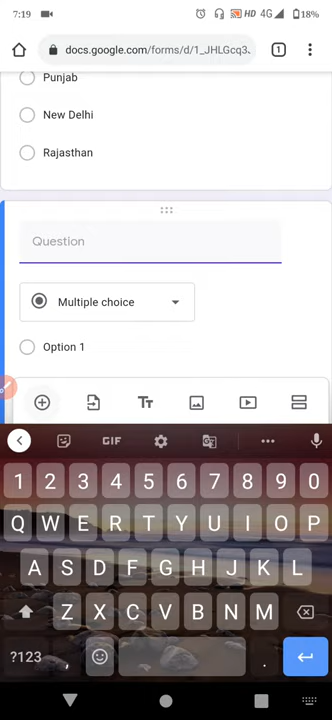 7:19 HD 4G 18%
docs.google.com/forms/d/1_JHLGcq3. 1
Punjab
New Delhi
Rajasthan
Question
Multiple choice
Option 1
Tт
GIF
1 2 3 4 5 6 7 8 9 0
Q W E R T Y U I O P
A S D F G H J K L
Z X C V B N M
?123 , .